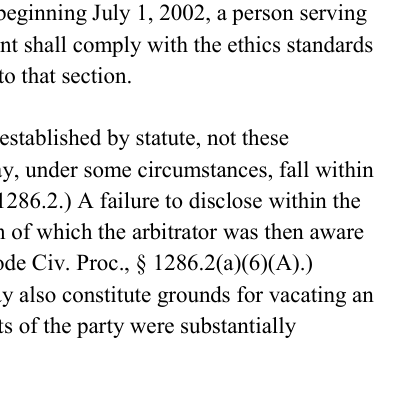 beginning July 1, 2002, a person serving
nt shall comply with the ethics standards
to that section.
established by statute, not these
y, under some circumstances, fall within
1286.2.) A failure to disclose within the
n of which the arbitrator was then aware
ode Civ. Proc., § 1286.2(a)(6)(A).)
y also constitute grounds for vacating an
ts of the party were substantially